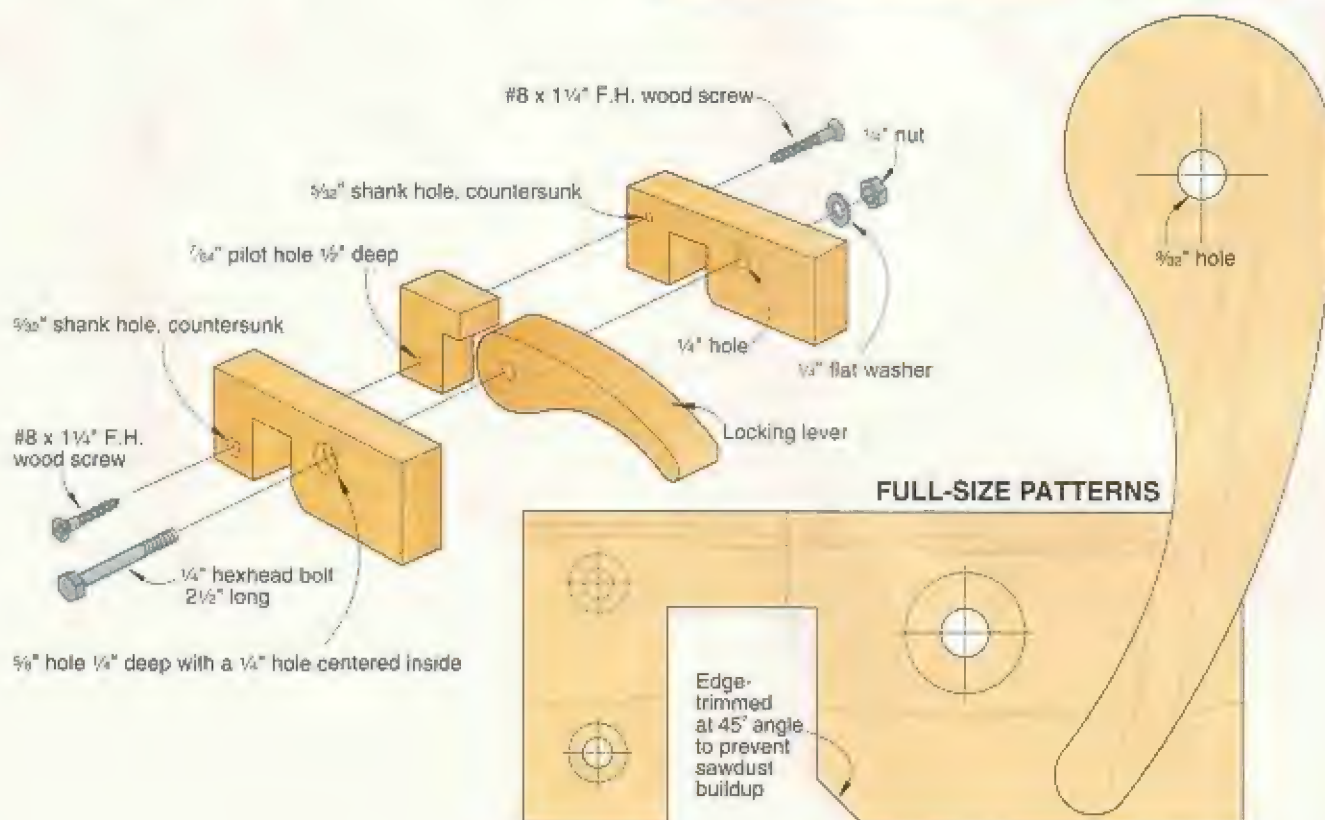 #8 x 1¼" F.H. wood screw
¼" nut
5/32" shank hole, countersunk
7/64" pilot hole ½" deep
5/32" shank hole, countersunk
¼" hole
¼" flat washer
#8 x 1¼" F.H.
wood screw
Locking lever
¼" hexhead bolt
2½" long
5/8" hole ¼" deep with a ¼" hole centered inside
9/32" hole
FULL-SIZE PATTERNS
Edge-
trimmed
at 45° angle
to prevent
sawdust
buildup